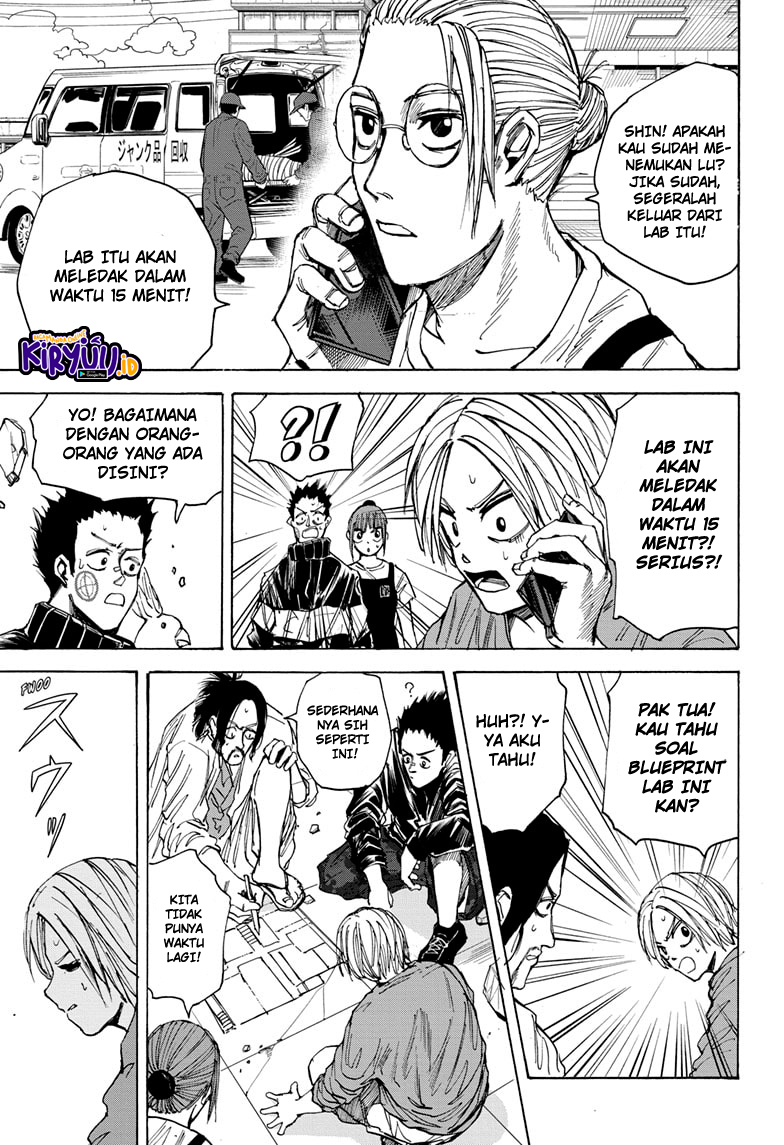 SHIN! APAKAH
KAU SUDAH ME-
NEMUKAN LU?
JIKA SUDAH,
SEGERALAH
KELUAR DARI
LAB ITU!
ジャンク品 回収
LAB ITU AKAN
MELEDAK DALAM
WAKTU 15 MENIT!
KIRYUU.id
LAB INI
AKAN
MELEDAK
DALAM
WAKTU 15
MENIT?!
SERIUS?!
?!
YO! BAGAIMANA
DENGAN ORANG-
ORANG YANG ADA
DISINI?
PAK TUA!
KAU TAHU
SOAL
BLUEPRINT
LAB INI
KAN?
HUH?! Y-
YA AKU
TAHU!
?
SEDERHANA
NYA SIH
SEPERTI
INI!
KITA
TIDAK
PUNYA
WAKTU
LAGI!
FWOO
スゥッ